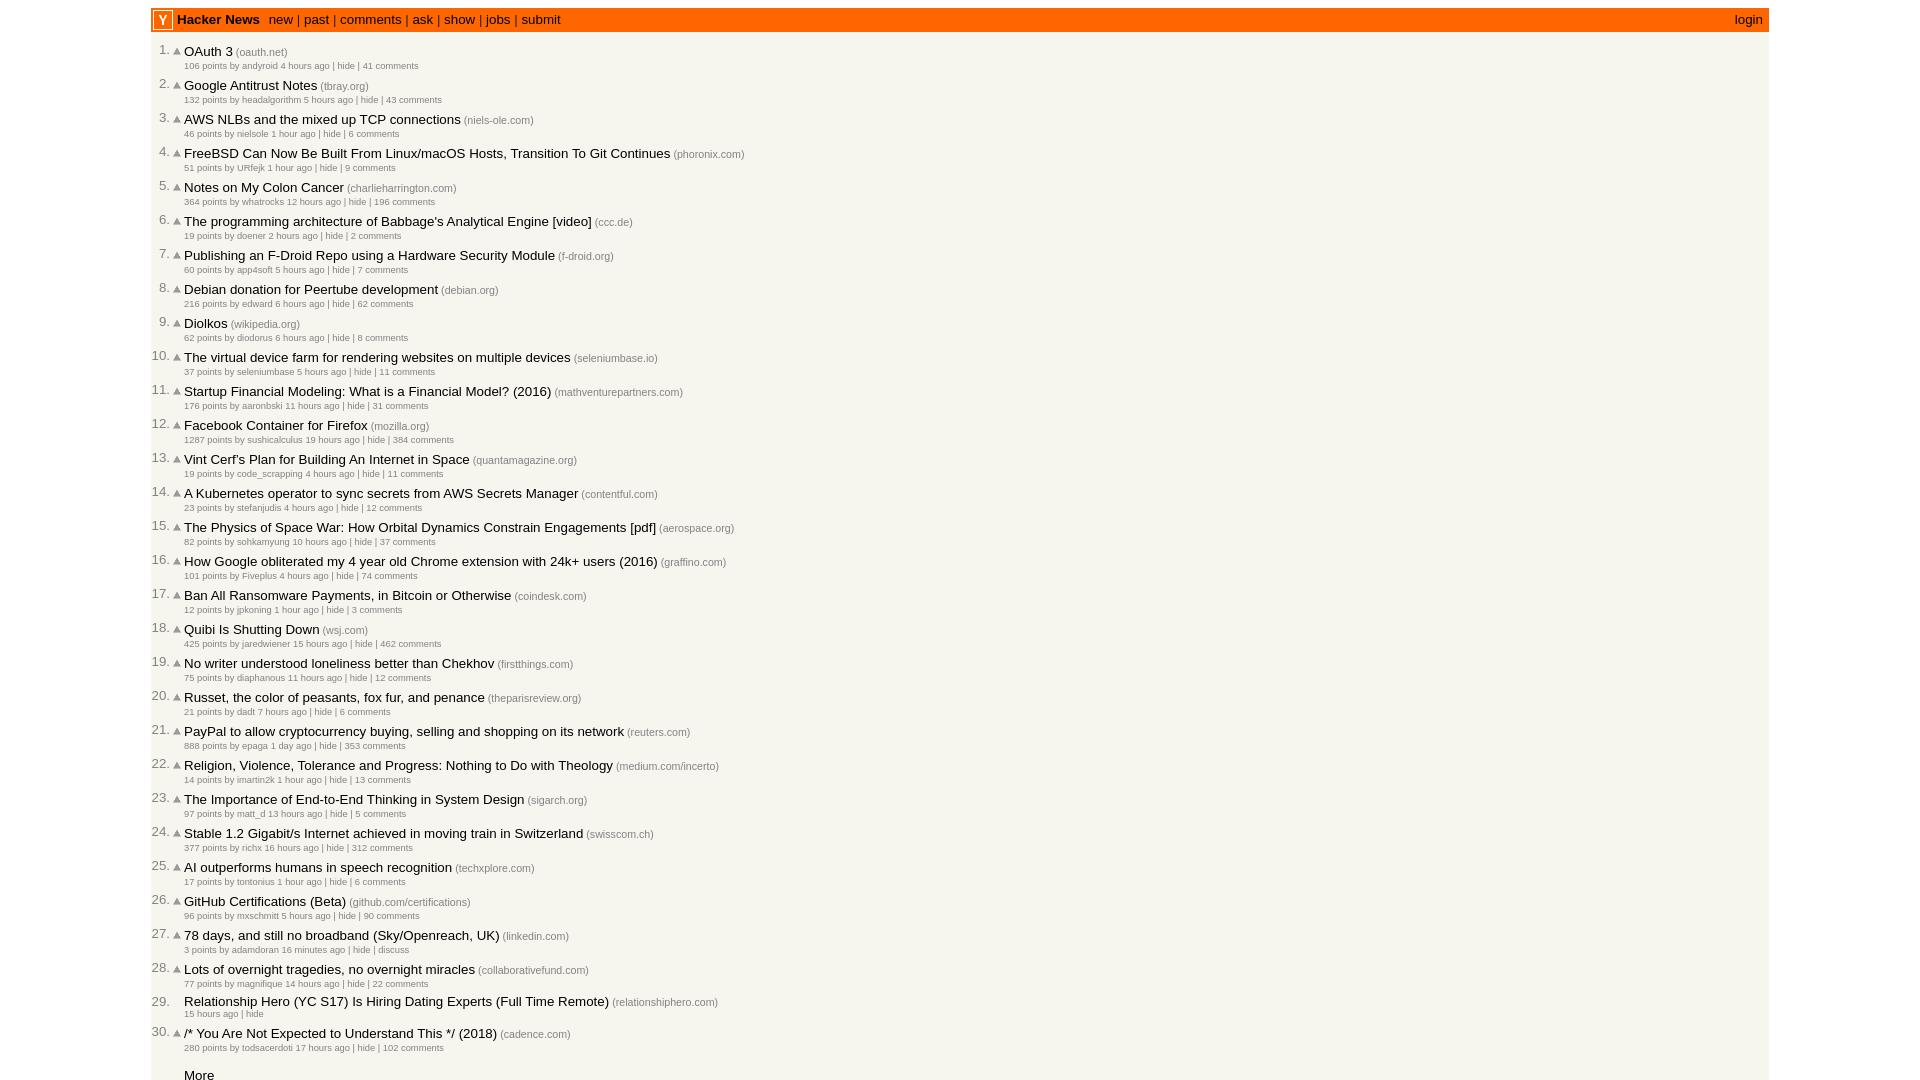 Y Hacker News new | past | comments | ask | show | jobs | submit login
1. OAuth 3 (oauth.net)
106 points by andyroid 4 hours ago | hide | 41 comments
2. Google Antitrust Notes (tbray.org)
132 points by headalgorithm 5 hours ago | hide | 43 comments
3. AWS NLBs and the mixed up TCP connections (niels-ole.com)
46 points by nielsole 1 hour ago | hide | 6 comments
4. FreeBSD Can Now Be Built From Linux/macOS Hosts, Transition To Git Continues (phoronix.com)
51 points by URfejk 1 hour ago | hide | 9 comments
5. Notes on My Colon Cancer (charlieharrington.com)
364 points by whatrocks 12 hours ago | hide | 196 comments
6. The programming architecture of Babbage's Analytical Engine [video] (ccc.de)
19 points by doener 2 hours ago | hide | 2 comments
7. Publishing an F-Droid Repo using a Hardware Security Module (f-droid.org)
60 points by app4soft 5 hours ago | hide | 7 comments
8. Debian donation for Peertube development (debian.org)
216 points by edward 6 hours ago | hide | 62 comments
9. Diolkos (wikipedia.org)
62 points by diodorus 6 hours ago | hide | 8 comments
10. The virtual device farm for rendering websites on multiple devices (seleniumbase.io)
37 points by seleniumbase 5 hours ago | hide | 11 comments
11. Startup Financial Modeling: What is a Financial Model? (2016) (mathventurepartners.com)
176 points by aaronbski 11 hours ago | hide | 31 comments
12. Facebook Container for Firefox (mozilla.org)
1287 points by sushicalculus 19 hours ago | hide | 384 comments
13. Vint Cerf's Plan for Building An Internet in Space (quantamagazine.org)
19 points by code_scrapping 4 hours ago | hide | 11 comments
14. A Kubernetes operator to sync secrets from AWS Secrets Manager (contentful.com)
23 points by stefanjudis 4 hours ago | hide | 12 comments
15. The Physics of Space War: How Orbital Dynamics Constrain Engagements [pdf] (aerospace.org)
82 points by sohkamyung 10 hours ago | hide | 37 comments
16. How Google obliterated my 4 year old Chrome extension with 24k+ users (2016) (graffino.com)
101 points by Fiveplus 4 hours ago | hide | 74 comments
17. Ban All Ransomware Payments, in Bitcoin or Otherwise (coindesk.com)
12 points by jpkoning 1 hour ago | hide | 3 comments
18. Quibi Is Shutting Down (wsj.com)
425 points by jaredwiener 15 hours ago | hide | 462 comments
19. No writer understood loneliness better than Chekhov (firstthings.com)
75 points by diaphanous 11 hours ago | hide | 12 comments
20. Russet, the color of peasants, fox fur, and penance (theparisreview.org)
21 points by dadt 7 hours ago | hide | 6 comments
21. PayPal to allow cryptocurrency buying, selling and shopping on its network (reuters.com)
888 points by epaga 1 day ago | hide | 353 comments
22. Religion, Violence, Tolerance and Progress: Nothing to Do with Theology (medium.com/incerto)
14 points by imartin2k 1 hour ago | hide | 13 comments
23. The Importance of End-to-End Thinking in System Design (sigarch.org)
97 points by matt_d 13 hours ago | hide | 5 comments
24. Stable 1.2 Gigabit/s Internet achieved in moving train in Switzerland (swisscom.ch)
377 points by richx 16 hours ago | hide | 312 comments
25. AI outperforms humans in speech recognition (techxplore.com)
17 points by tontonius 1 hour ago | hide | 6 comments
26. GitHub Certifications (Beta) (github.com/certifications)
96 points by mxschmitt 5 hours ago | hide | 90 comments
27. 78 days, and still no broadband (Sky/Openreach, UK) (linkedin.com)
3 points by adamdoran 16 minutes ago | hide | discuss
28. Lots of overnight tragedies, no overnight miracles (collaborativefund.com)
77 points by magnifique 14 hours ago | hide | 22 comments
29. Relationship Hero (YC S17) Is Hiring Dating Experts (Full Time Remote) (relationshiphero.com)
15 hours ago | hide
30. /* You Are Not Expected to Understand This */ (2018) (cadence.com)
280 points by todsacerdoti 17 hours ago | hide | 102 comments
More